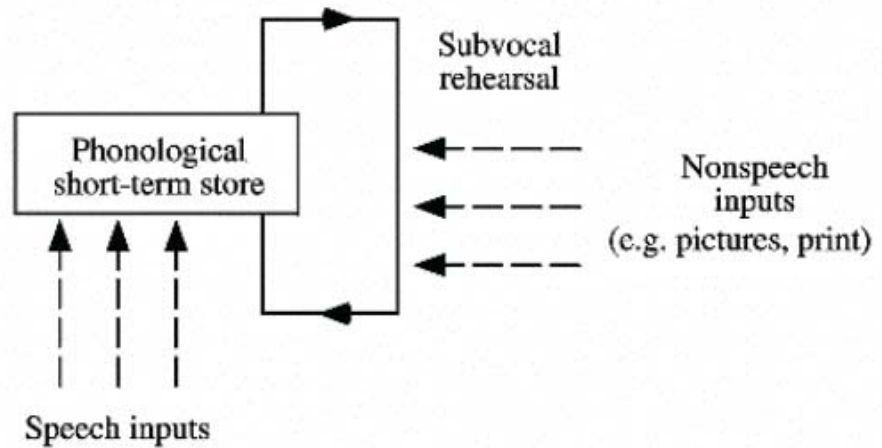 Subvocal
rehearsal
Phonological
short-term store
Nonspeech
inputs
(e.g. pictures, print)
Speech inputs